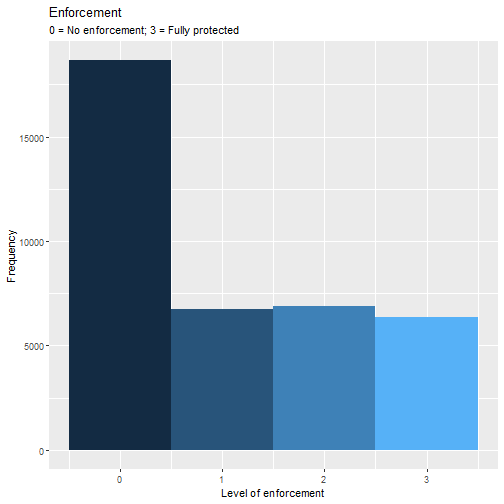 Enforcement
0 = No enforcement; 3 = Fully protected
15000
10000
5000
0
Frequency
0 1 2 3
Level of enforcement